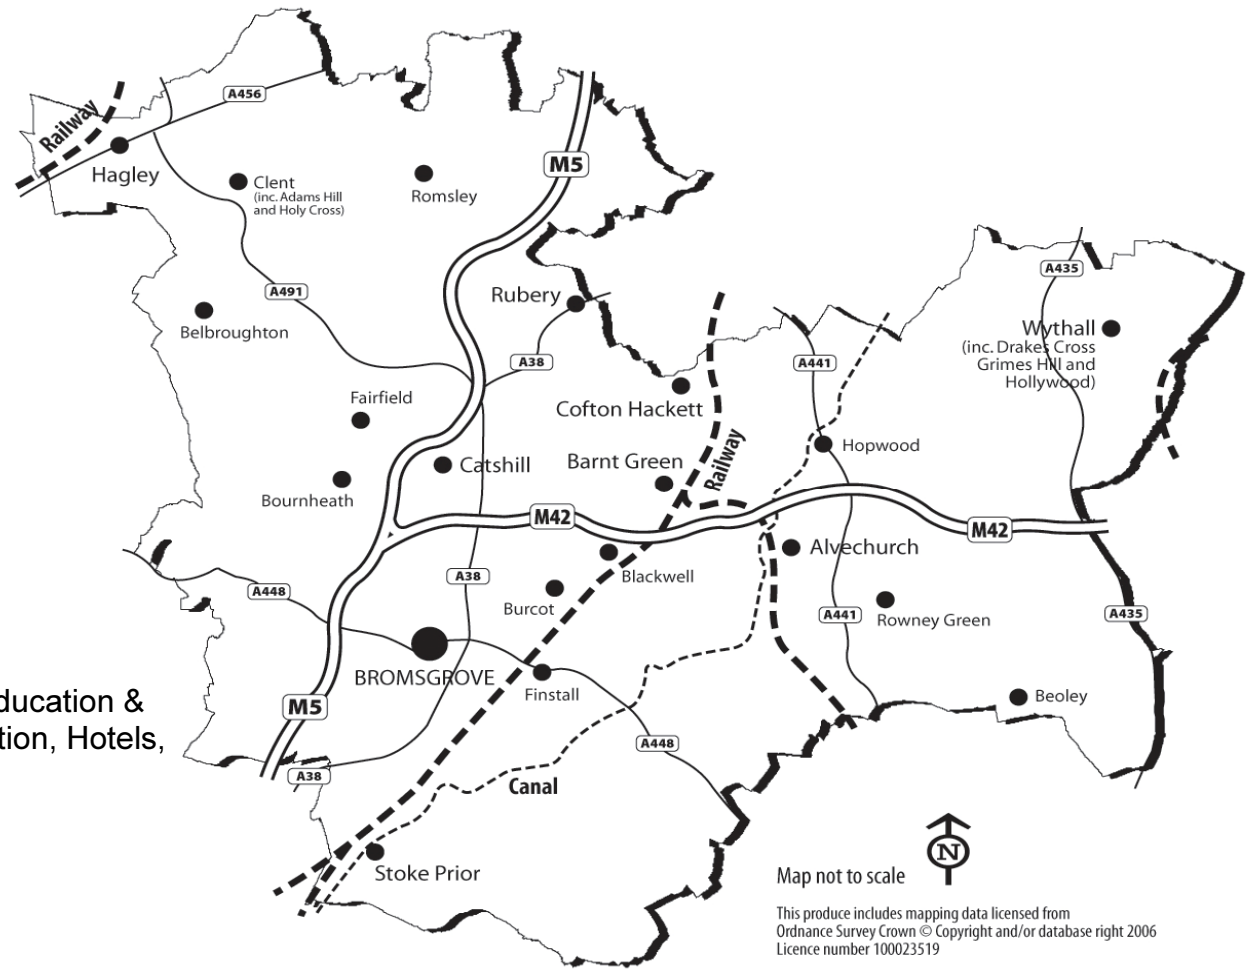 A456
Railway
Hagley
Clent
(inc. Adams Hill
and Holy Cross)
Romsley
M5
A491
Belbroughton
Rubery
A38
A435
Wythall
(inc. Drakes Cross
Grimes Hill and
Hollywood)
A441
Fairfield
Cofton Hackett
Hopwood
Catshill
Barnt Green
Railway
Bournheath
M42
M42
Alvechurch
A448
A38
Blackwell
Burcot
A441
Rowney Green
A435
BROMSGROVE
Finstall
Beoley
ducation &
tion, Hotels,
M5
A448
A38
Canal
Stoke Prior
N
Map not to scale
This produce includes mapping data licensed from
Ordnance Survey Crown © Copyright and/or database right 2006
Licence number 100023519